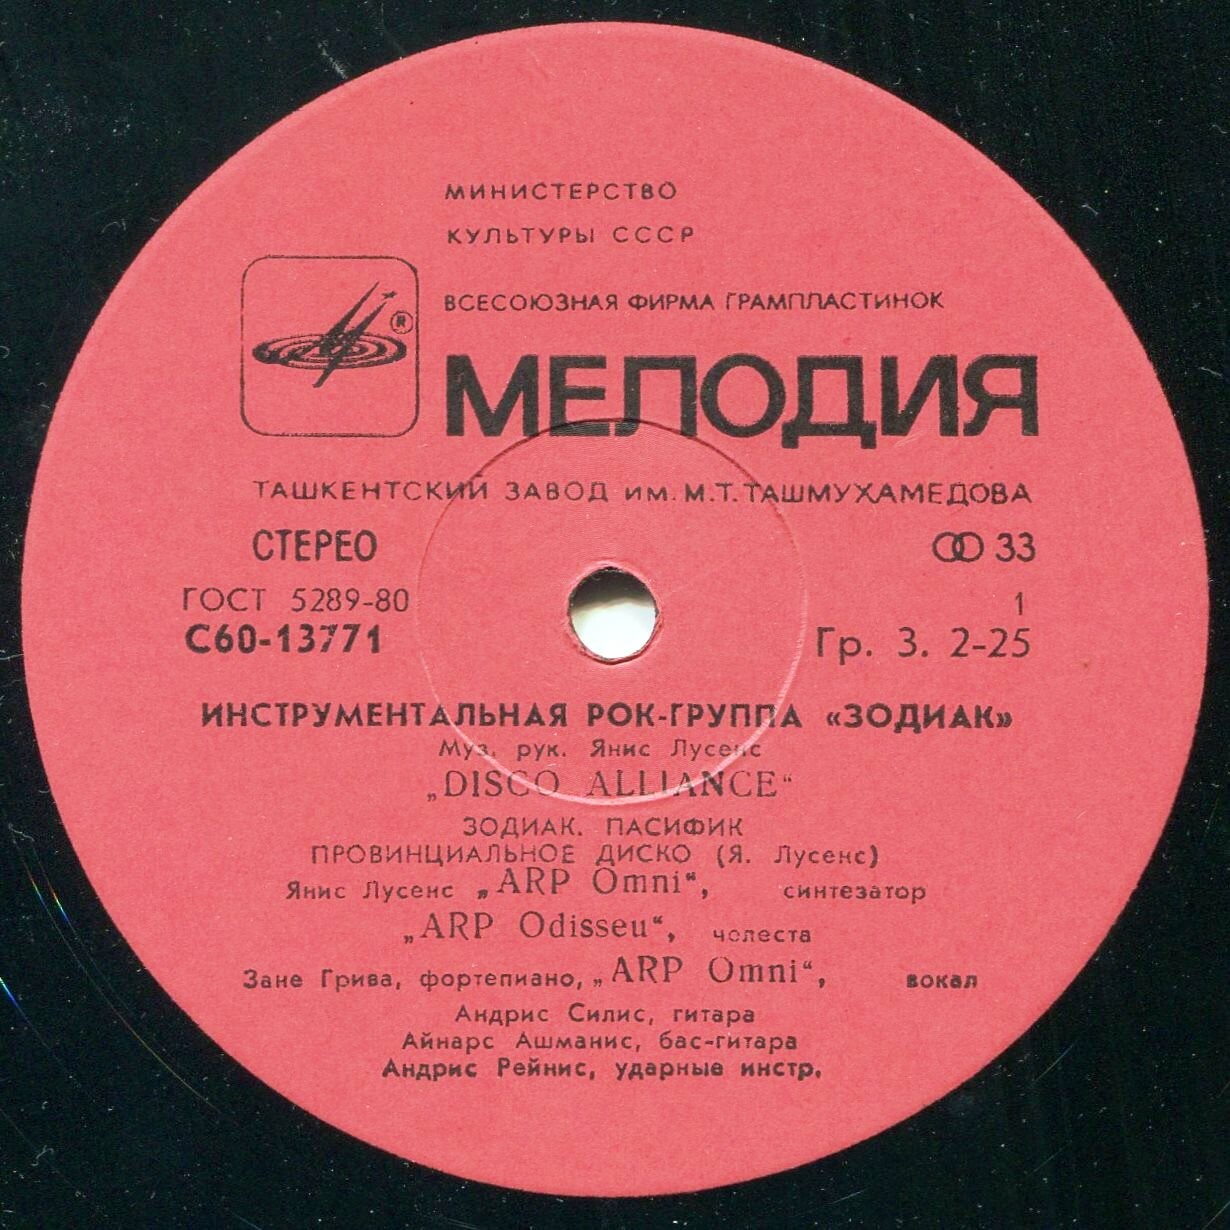 МИНИСТЕРСТВО
КУЛЬТУРЫ СССР
ВСЕСОЮЗНАЯ ФИРМА ГРАМПЛАСТИНОК
®
МЕЛОДИЯ
ТАШКЕНТСКИЙ ЗАВОД ИМ. М.Т. ТАШМУХАМЕДОВА
СТЕРЕО 33
ГОСТ 5289-80 1
С60-13771 Гр. 3. 2-25
ИНСТРУМЕНТАЛЬНАЯ РОК-ГРУППА «ЗОДИАК»
Муз. рук. Янис Лусенс
„DISCO ALLIANCE“
ЗОДИАК. ПАСИФИК
ПРОВИНЦИАЛЬНОЕ ДИСКО (Я. Лусенс)
Янис Лусенс „ARP Omni“, синтезатор
„ARP Odisseu“, челеста
Зане Грива, фортепиано, „ARP Omni“, вокал
Андрис Силис, гитара
Айнарс Ашманис, бас-гитара
Андрис Рейнис, ударные инстр.